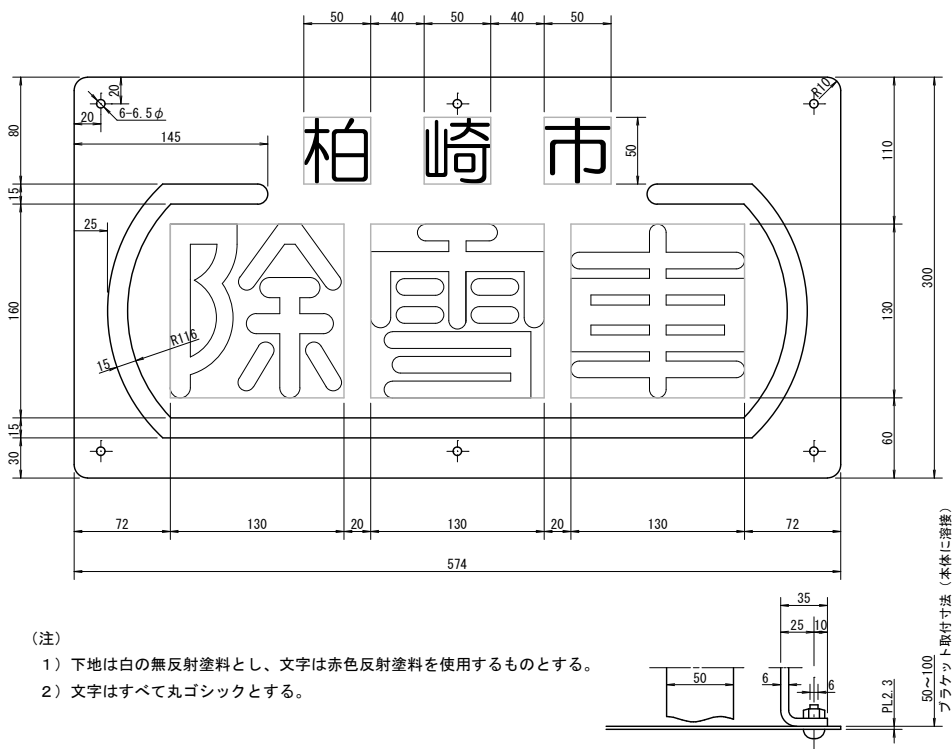 50 40 50 40 50
20
20
6-6.5φ
R10
80
145
柏崎市
50
110
15
25
除雪車
160
130
300
R116
15
15
30
60
72 130 20 130 20 130 72
574
(注)
1) 下地は白の無反射塗料とし、文字は赤色反射塗料を使用するものとする。
2) 文字はすべて丸ゴシックとする。
35
25 10
50
6
6
PL2.3
50~100
ブラケット取付寸法(本体に溶接)